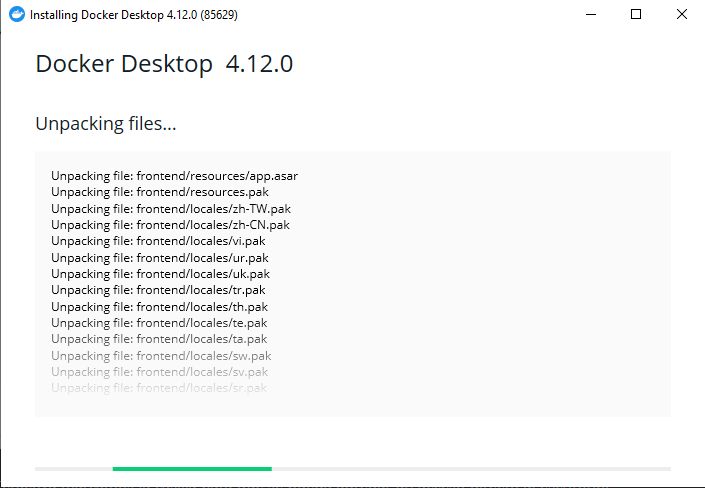 Installing Docker Desktop 4.12.0 (85629)
Docker Desktop 4.12.0
Unpacking files...
Unpacking file: frontend/resources/app.asar
Unpacking file: frontend/resources.pak
Unpacking file: frontend/locales/zh-TW.pak
Unpacking file: frontend/locales/zh-CN.pak
Unpacking file: frontend/locales/vi.pak
Unpacking file: frontend/locales/ur.pak
Unpacking file: frontend/locales/uk.pak
Unpacking file: frontend/locales/tr.pak
Unpacking file: frontend/locales/th.pak
Unpacking file: frontend/locales/te.pak
Unpacking file: frontend/locales/ta.pak
Unpacking file: frontend/locales/sw.pak
Unpacking file: frontend/locales/sv.pak
Unpacking file: frontend/locales/sr.pak